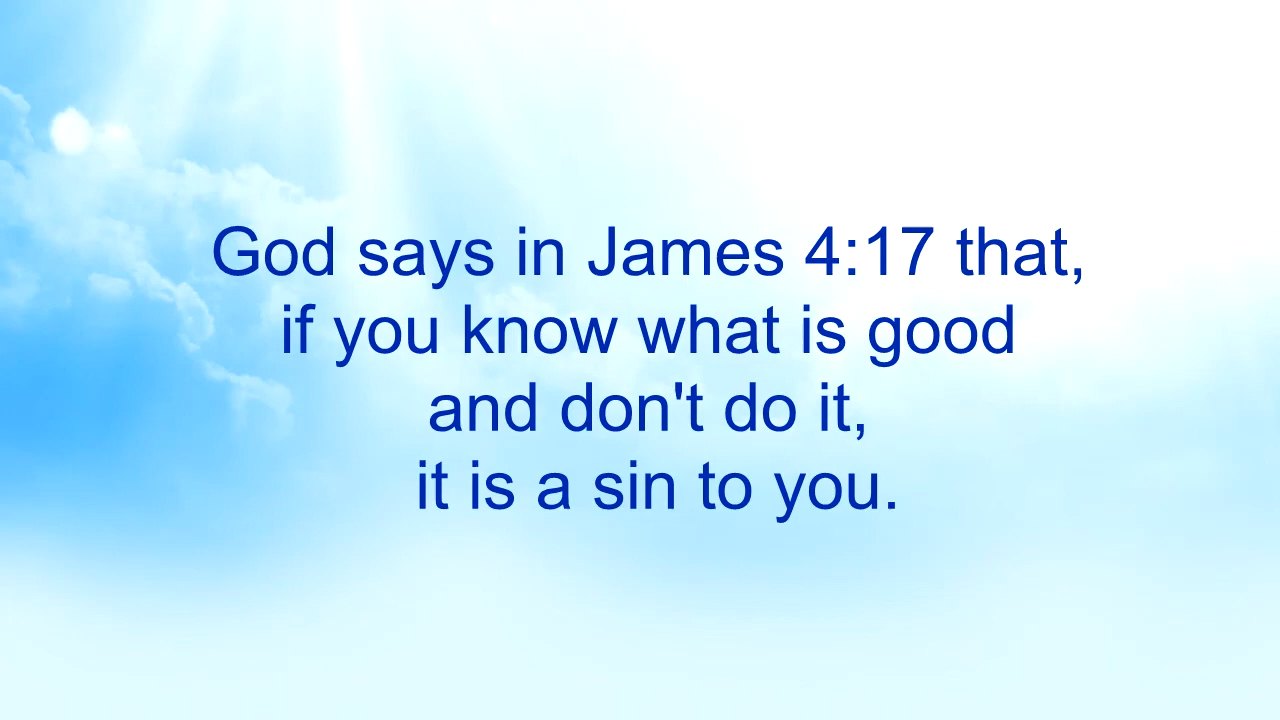 God says in James 4:17 that,
if you know what is good
and don't do it,
it is a sin to you.